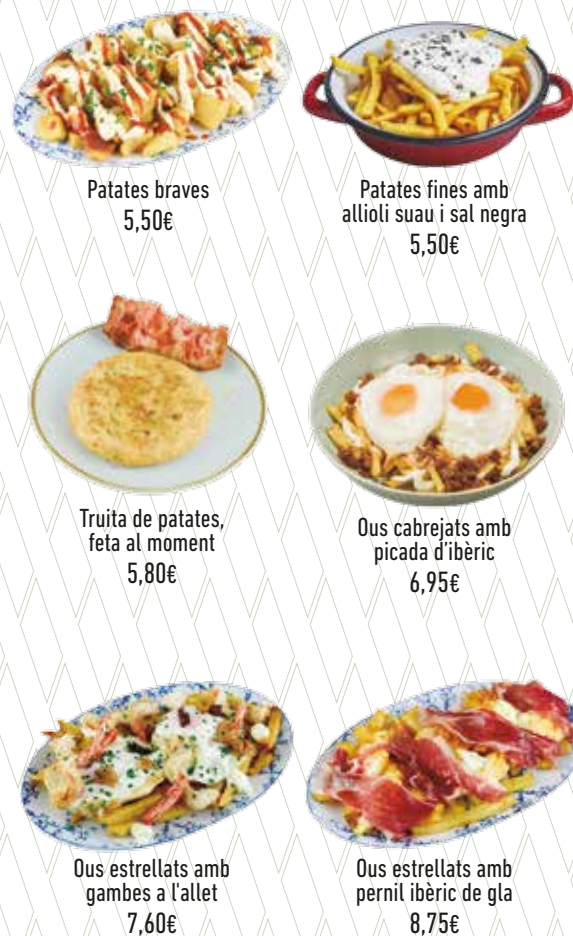 Patates braves
5,50€
Patates fines amb
allioli suau i sal negra
5,50€
Truita de patates,
feta al moment
5,80€
Ous cabrejats amb
picada d'ibèric
6,95€
Ous estrellats amb
gambes a l'allet
7,60€
Ous estrellats amb
pernil ibèric de gla
8,75€